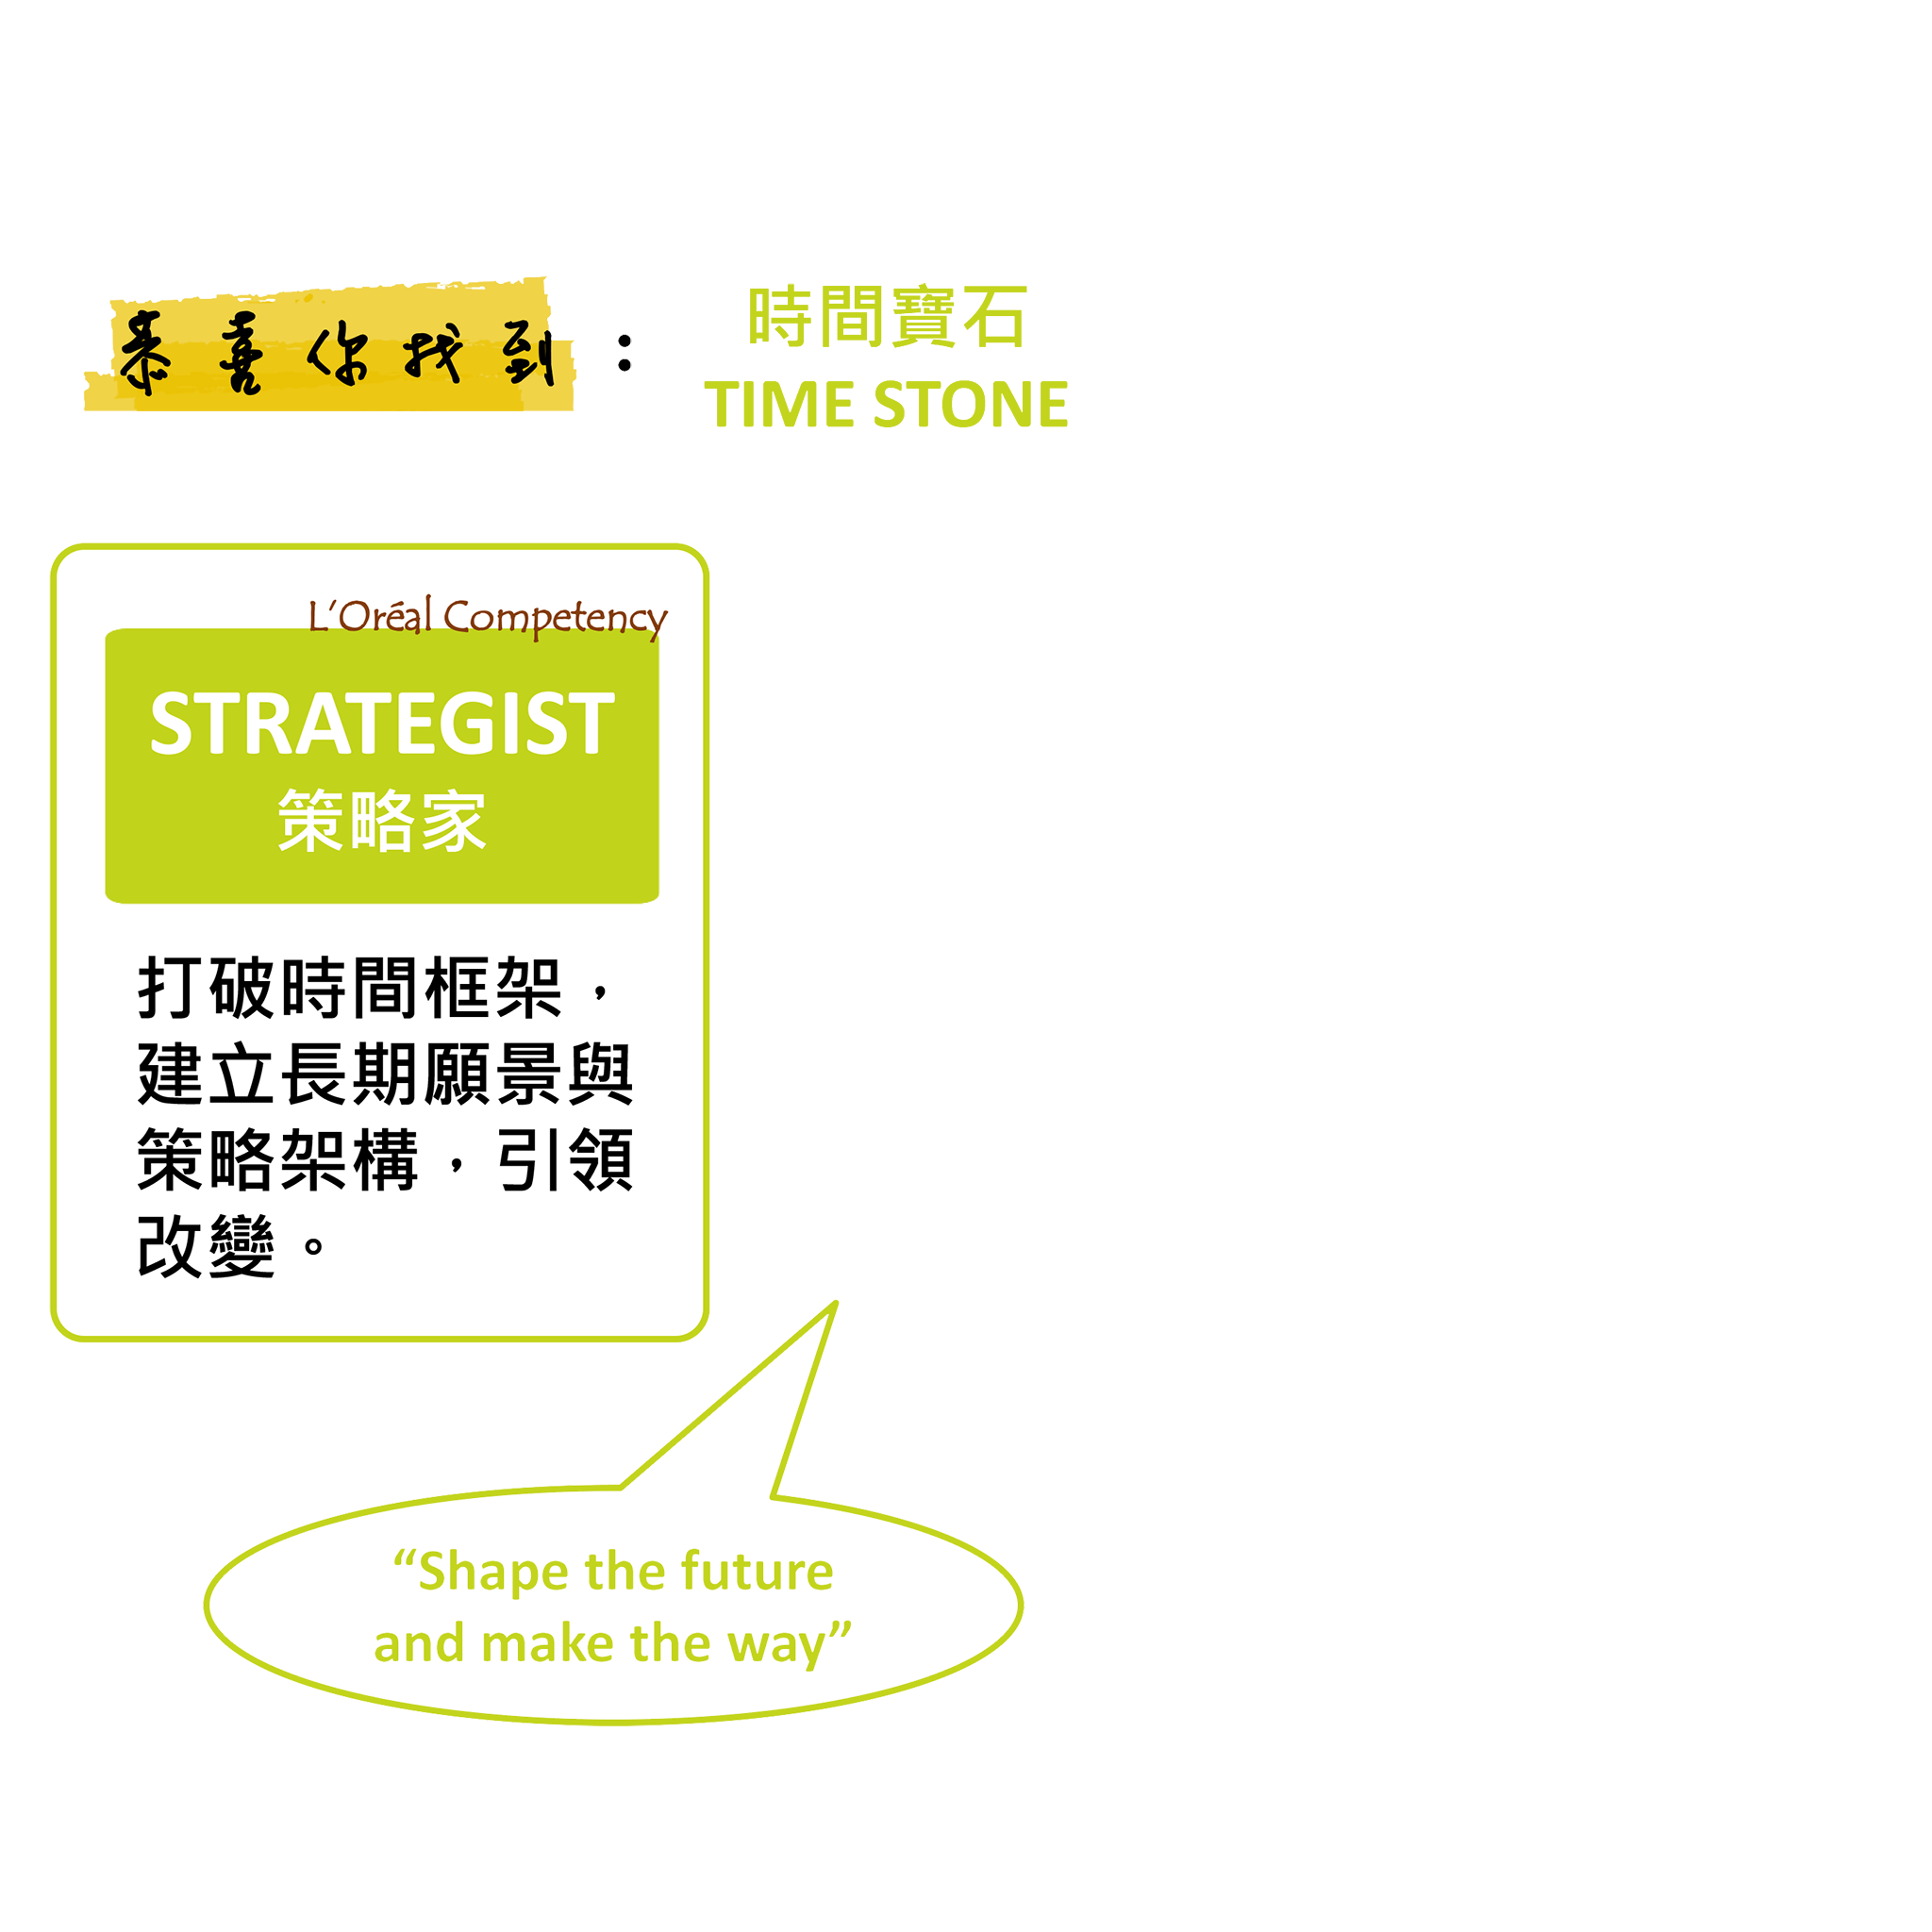 恭喜你找到：
時間寶石
TIME STONE
L'Oréal Competency
STRATEGIST
策略家
打破時間框架，
建立長期願景與
策略架構，引領
改變。
“Shape the future
and make the way”